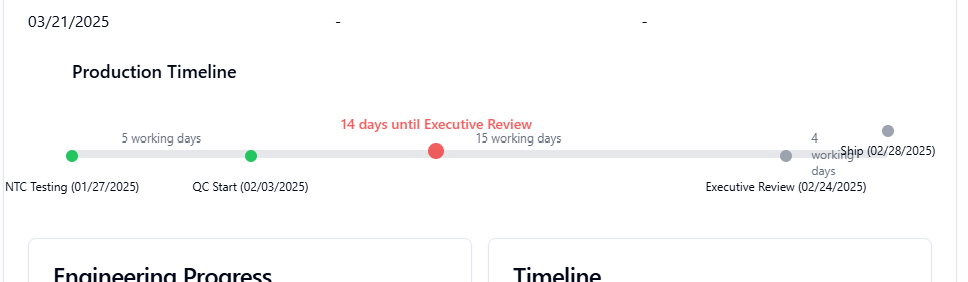 03/21/2025 - -
Production Timeline
14 days until Executive Review
5 working days 15 working days 4
working
days
Ship (02/28/2025)
NTC Testing (01/27/2025) QC Start (02/03/2025) Executive Review (02/24/2025)
Engineering Progress Timeline